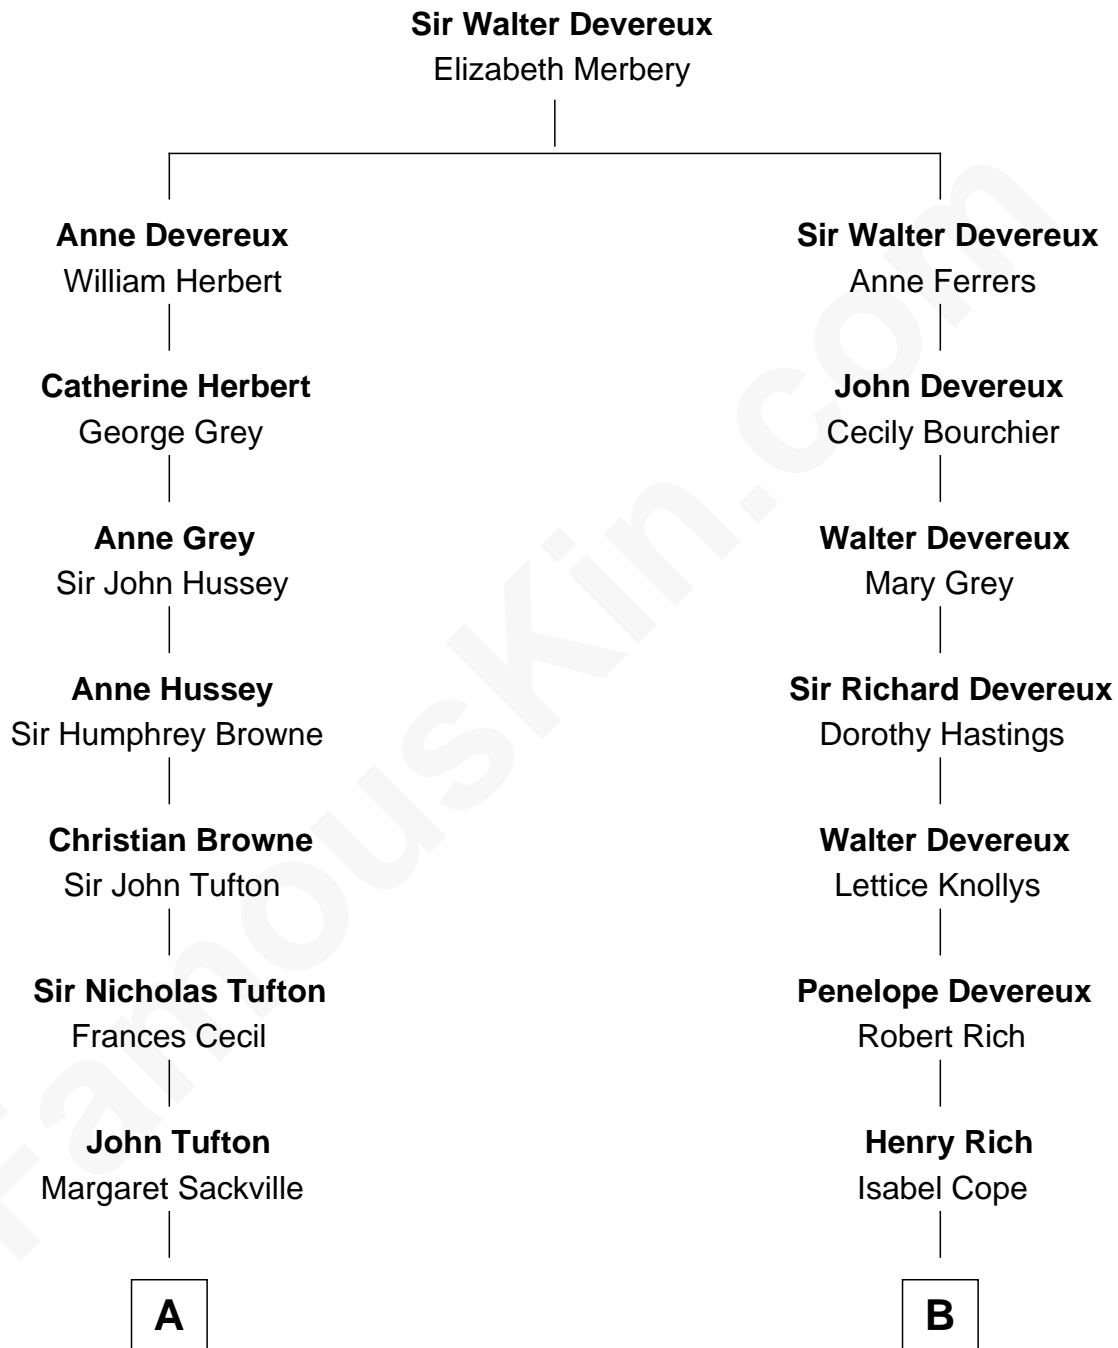 Sir Walter Devereux
Elizabeth Merbery
Anne Devereux
William Herbert
Sir Walter Devereux
Anne Ferrers
Catherine Herbert
George Grey
John Devereux
Cecily Bourchier
Anne Grey
Sir John Hussey
Walter Devereux
Mary Grey
Anne Hussey
Sir Humphrey Browne
Sir Richard Devereux
Dorothy Hastings
Christian Browne
Sir John Tufton
Walter Devereux
Lettice Knollys
Sir Nicholas Tufton
Frances Cecil
Penelope Devereux
Robert Rich
John Tufton
Margaret Sackville
Henry Rich
Isabel Cope
A
B
FamousKin.com